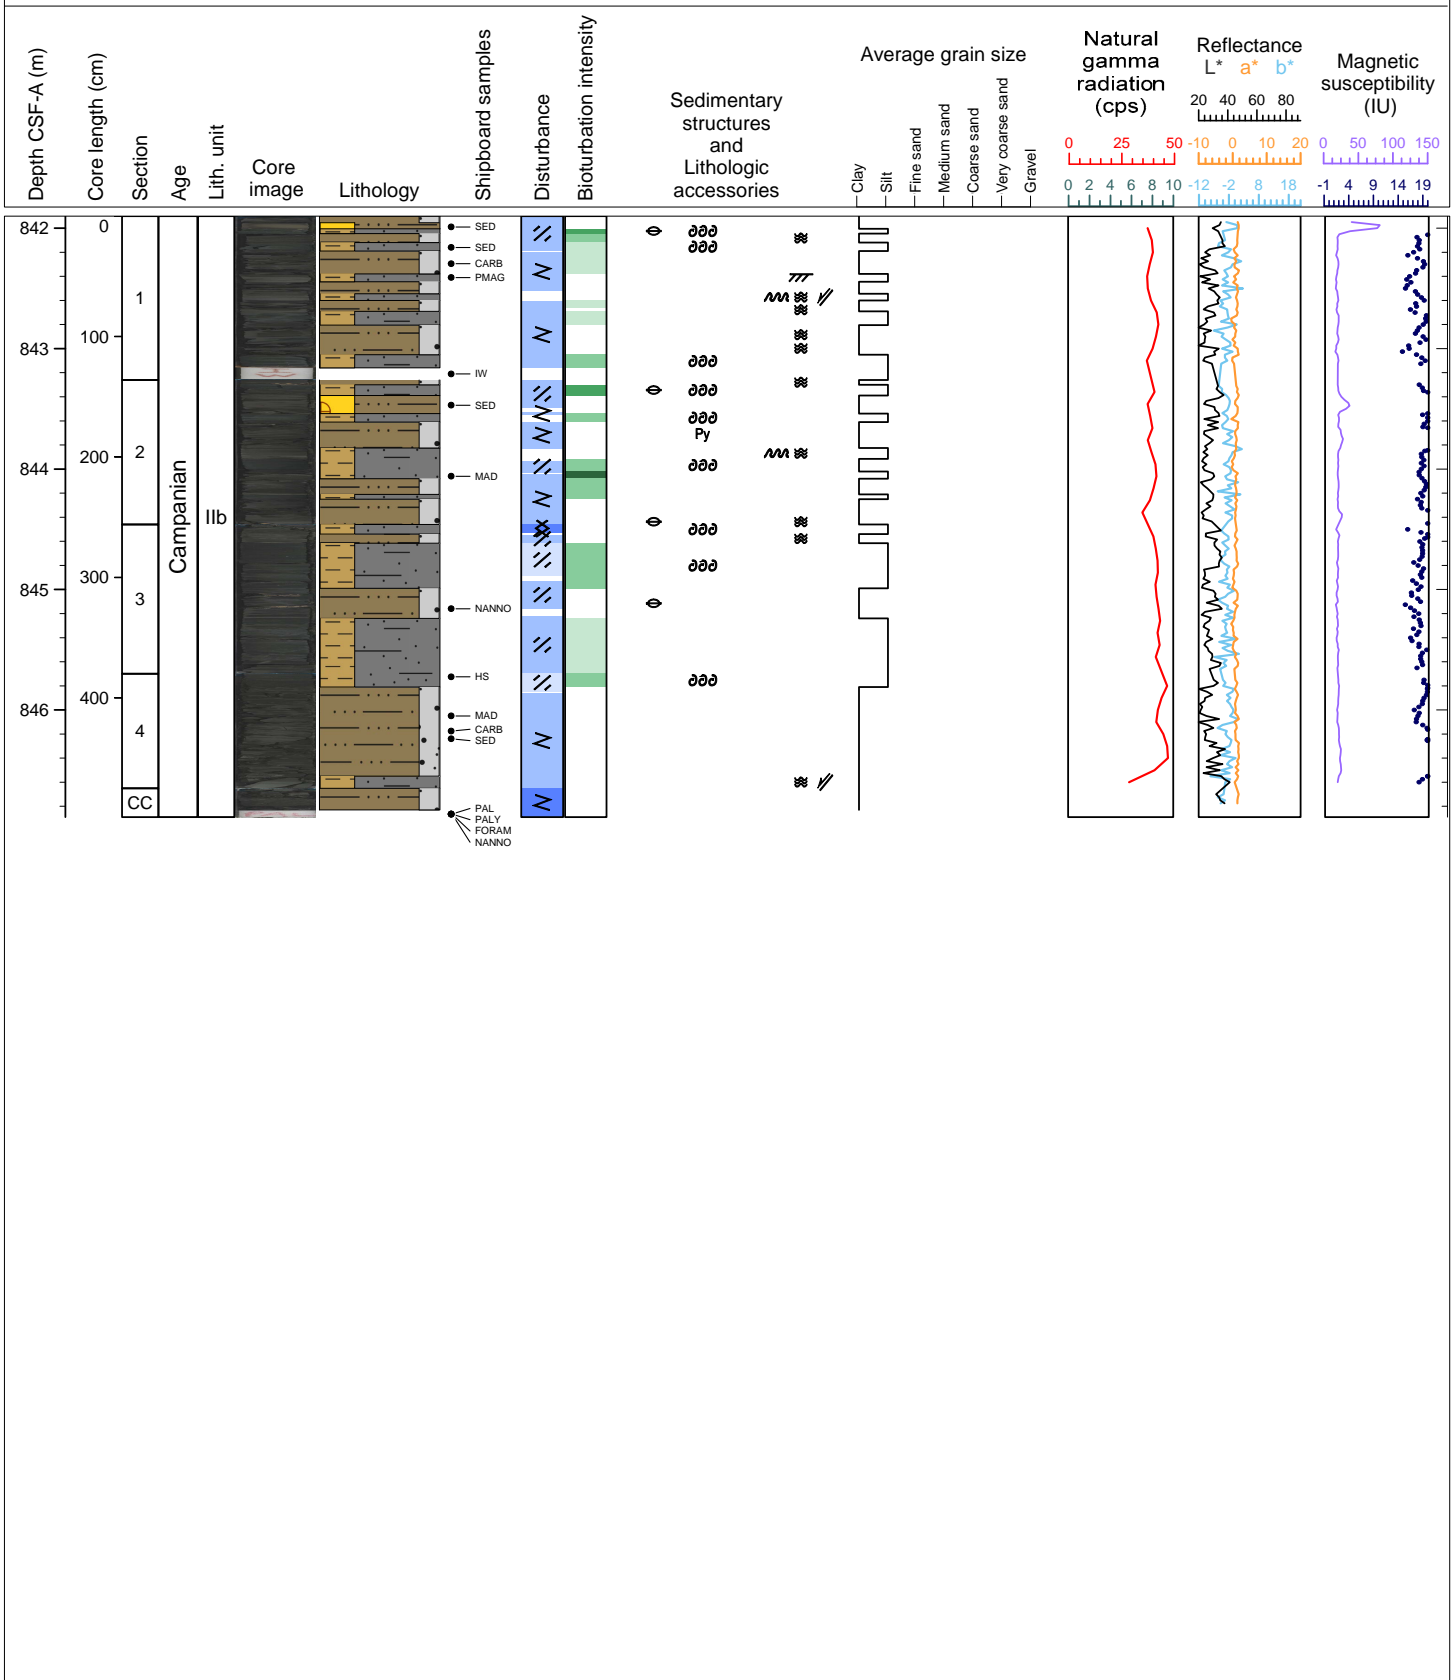 Depth CSF-A (m)
Core length (cm)
Section
Age
Lith. unit
Core
image
Lithology
Shipboard samples
Disturbance
Bioturbation intensity
Sedimentary
structures
and
Lithologic
accessories
Average grain size
Clay
Silt
Fine sand
Medium sand
Coarse sand
Very coarse sand
Gravel
Natural
gamma
radiation
(cps)
0 25 50
0 2 4 6 8 10
Reflectance
L* a* b*
20 40 60 80
-10 0 10 20
-12 -2 8 18
Magnetic
susceptibility
(IU)
0 50 100 150
-1 4 9 14 19
842
843
844
845
846
0
100
200
300
400
1
2
3
4
CC
Campanian
IIb
SED
SED
CARB
PMAG
IW
SED
MAD
NANNO
HS
MAD
CARB
SED
PAL
PALY
FORAM
NANNO
Py